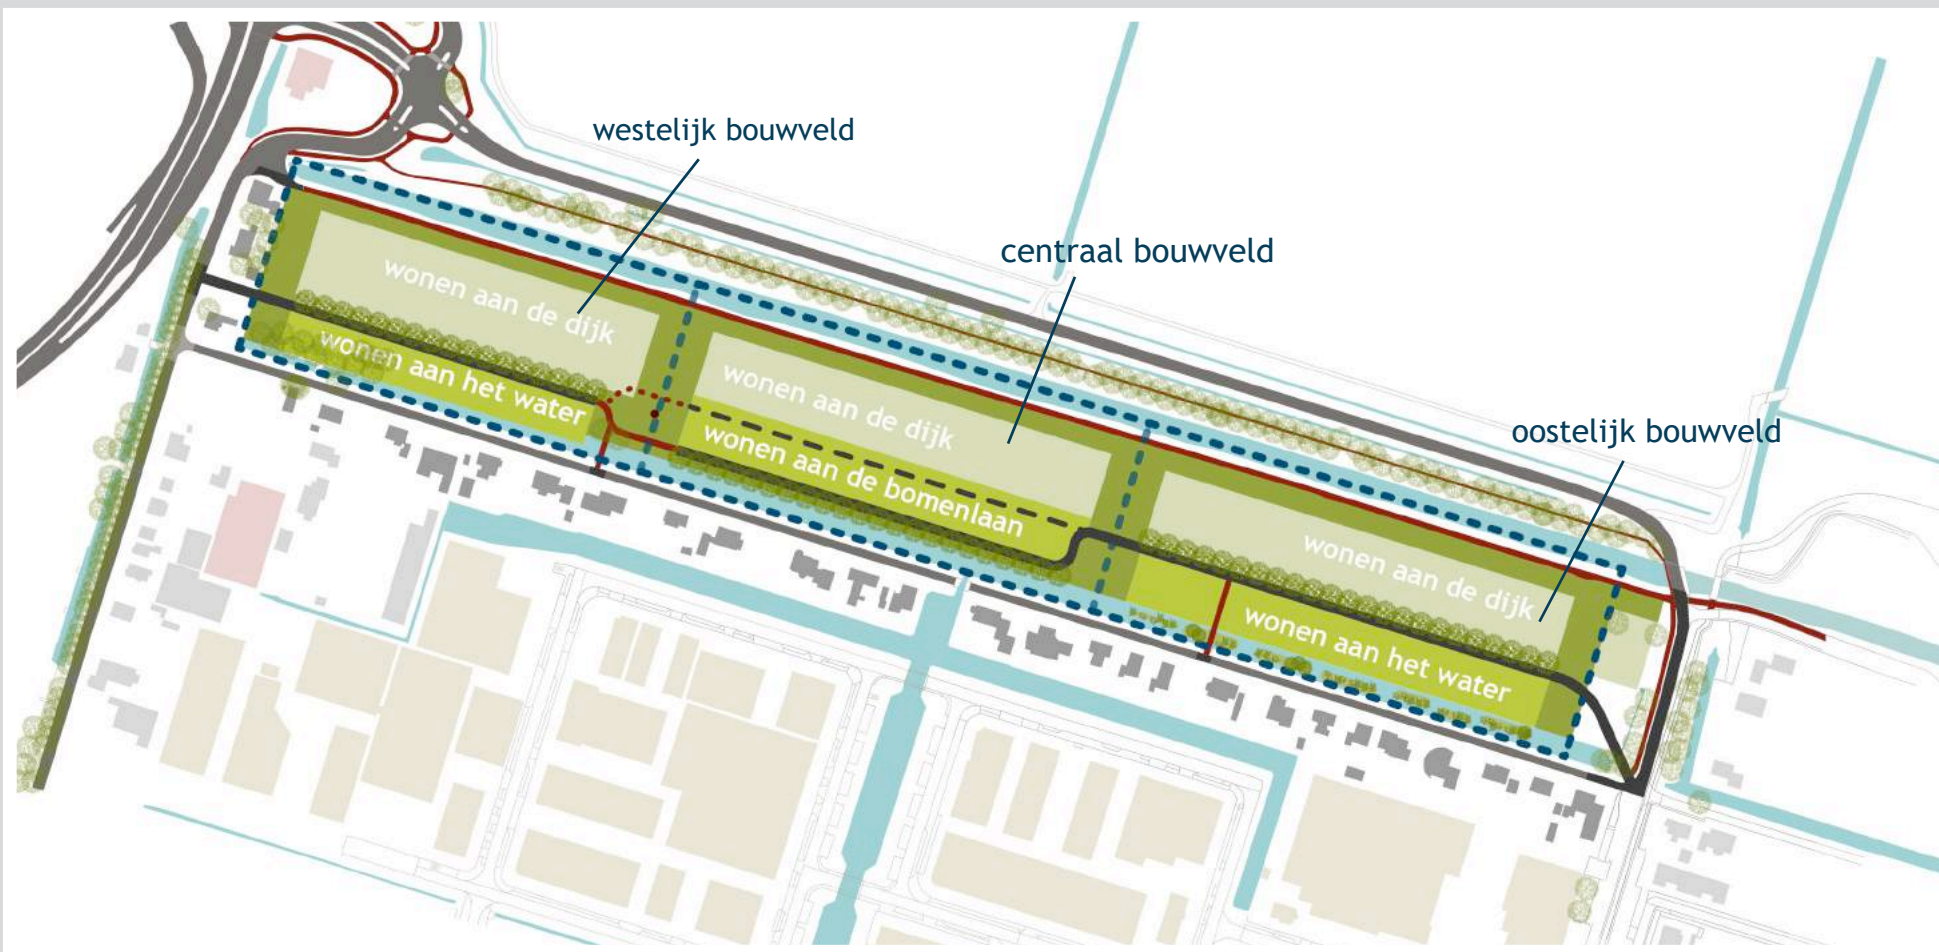 westelijk bouwveld
centraal bouwveld
oostelijk bouwveld
wonen aan de dijk
wonen aan het water
wonen aan de dijk
wonen aan de bomenlaan
wonen aan de dijk
wonen aan het water